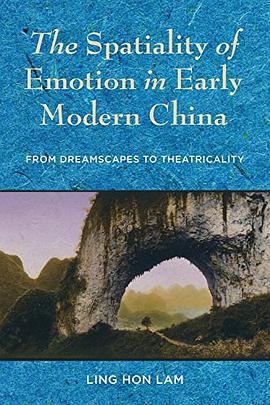 The Spatiality of
Emotion in Early
Modern China
FROM DREAMSCAPES TO THEATRICALITY
LING HON LAM